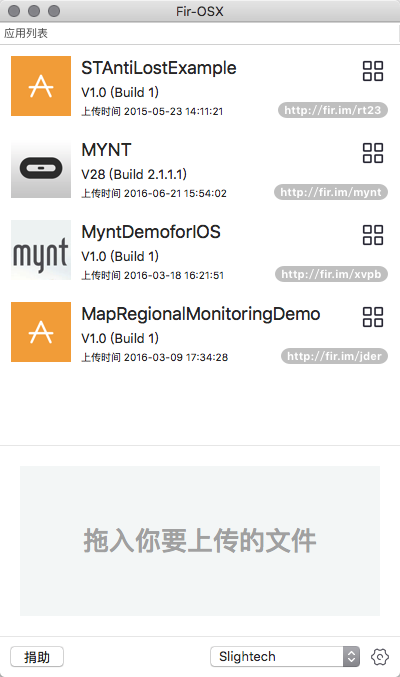 Fir-OSX
应用列表
STAntiLostExample
V1.0 (Build 1)
上传时间 2015-05-23 14:11:21
http://fir.im/rt23
MYNT
V28 (Build 2.1.1.1)
上传时间 2016-06-21 15:54:02
http://fir.im/mynt
mynt
MyntDemoforIOS
V1.0 (Build 1)
上传时间 2016-03-18 16:21:51
http://fir.im/xvpb
MapRegionalMonitoringDemo
V1.0 (Build 1)
上传时间 2016-03-09 17:34:28
http://fir.im/jder
拖入你要上传的文件
捐助
Slightech